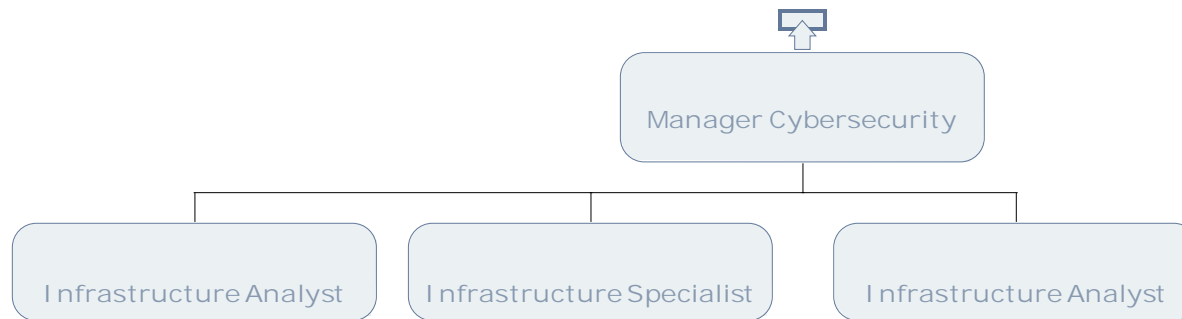 Manager Cybersecurity
Infrastructure Analyst
Infrastructure Specialist
Infrastructure Analyst